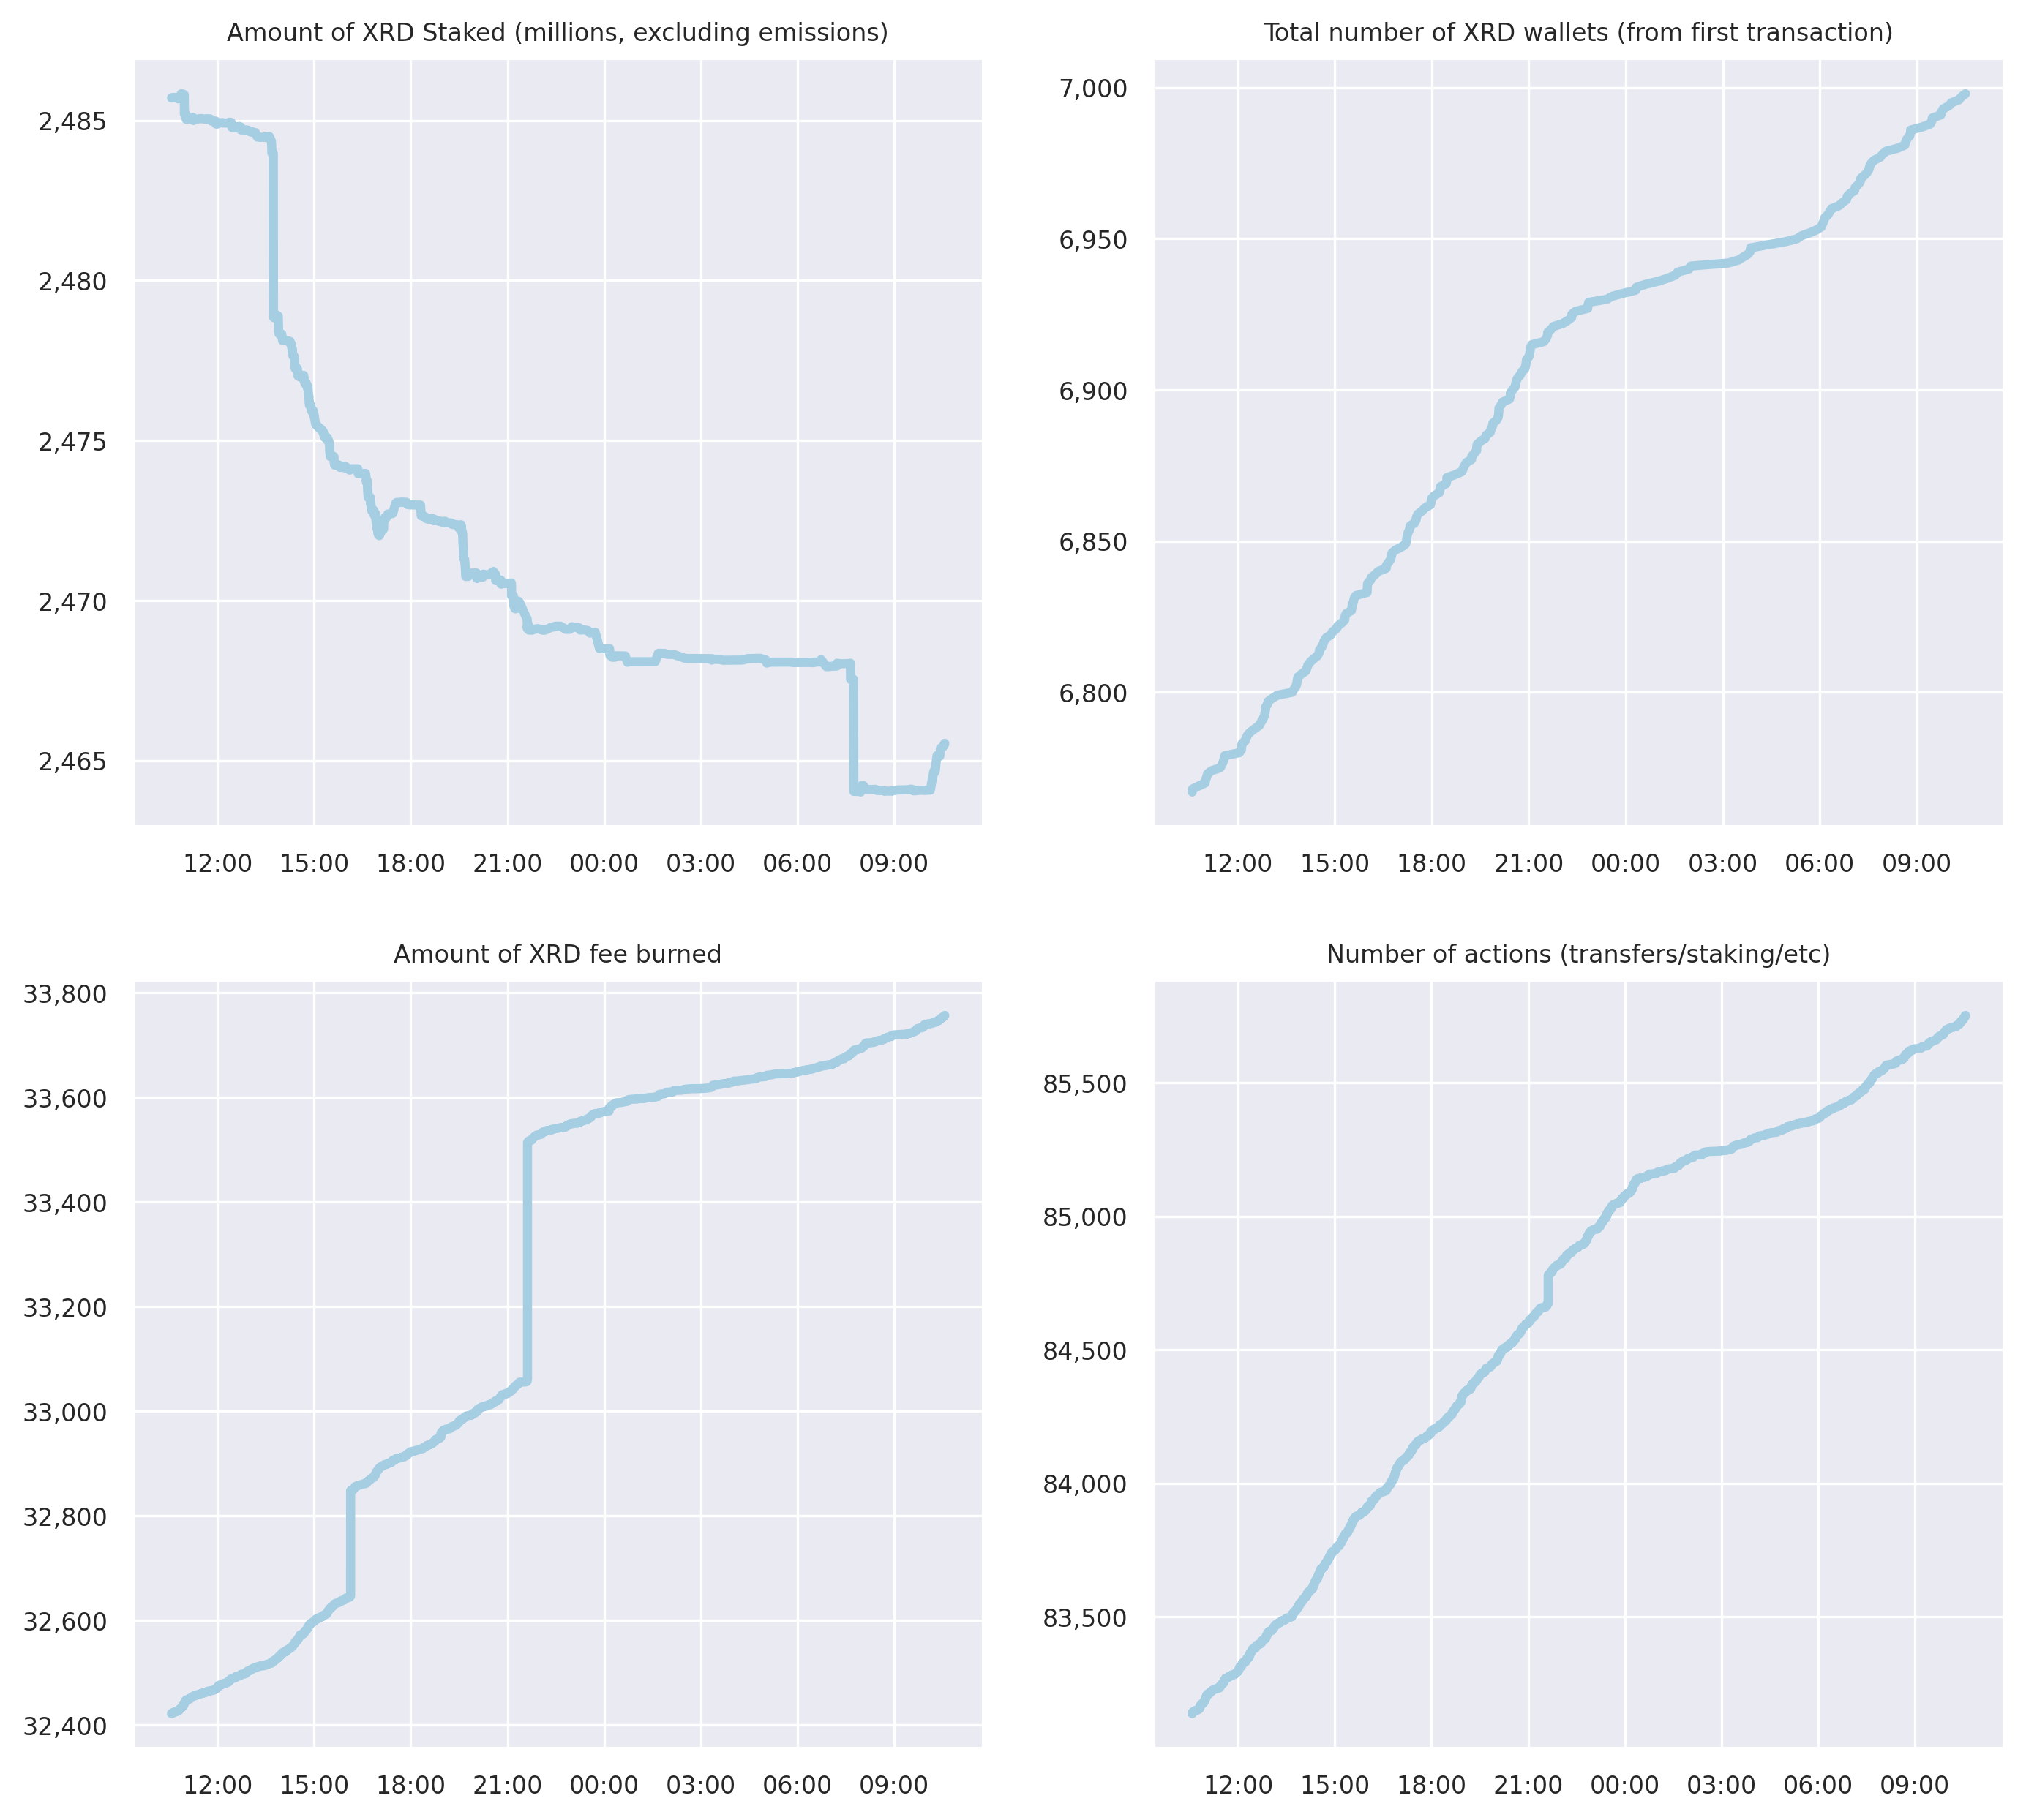 Amount of XRD Staked (millions, excluding emissions)
2,485
2,480
2,475
2,470
2,465
12:00 15:00 18:00 21:00 00:00 03:00 06:00 09:00
Total number of XRD wallets (from first transaction)
7,000
6,950
6,900
6,850
6,800
12:00 15:00 18:00 21:00 00:00 03:00 06:00 09:00
Amount of XRD fee burned
33,800
33,600
33,400
33,200
33,000
32,800
32,600
32,400
12:00 15:00 18:00 21:00 00:00 03:00 06:00 09:00
Number of actions (transfers/staking/etc)
85,500
85,000
84,500
84,000
83,500
12:00 15:00 18:00 21:00 00:00 03:00 06:00 09:00